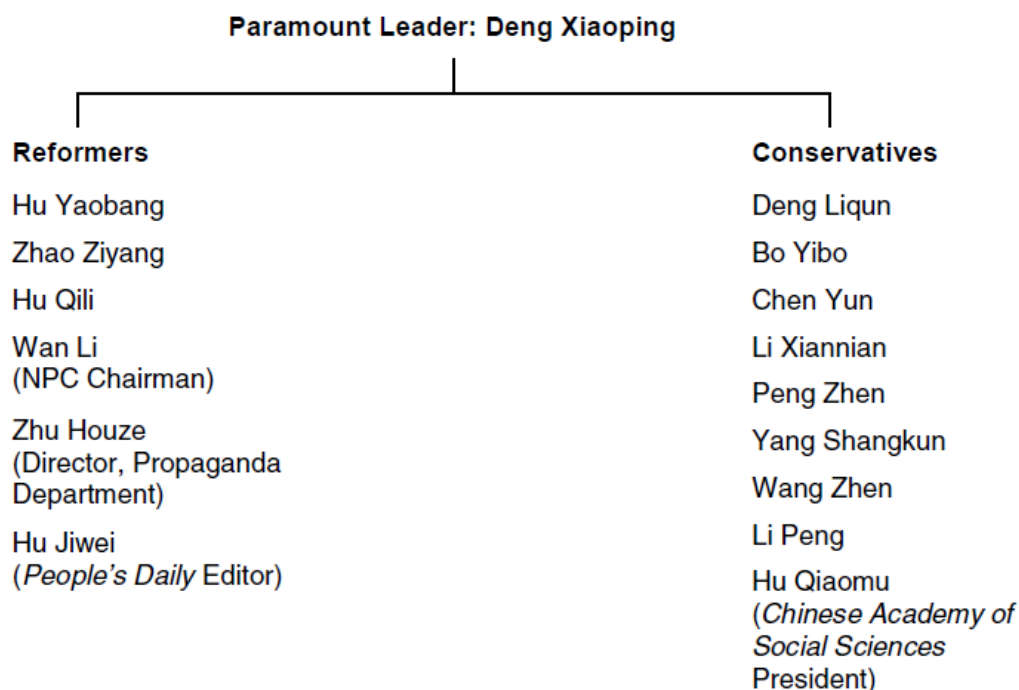 Paramount Leader: Deng Xiaoping
Reformers
Hu Yaobang
Zhao Ziyang
Hu Qili
Wan Li
(NPC Chairman)
Zhu Houze
(Director, Propaganda
Department)
Hu Jiwei
(People's Daily Editor)
Conservatives
Deng Liqun
Bo Yibo
Chen Yun
Li Xiannian
Peng Zhen
Yang Shangkun
Wang Zhen
Li Peng
Hu Qiaomu
(Chinese Academy of
Social Sciences
President)